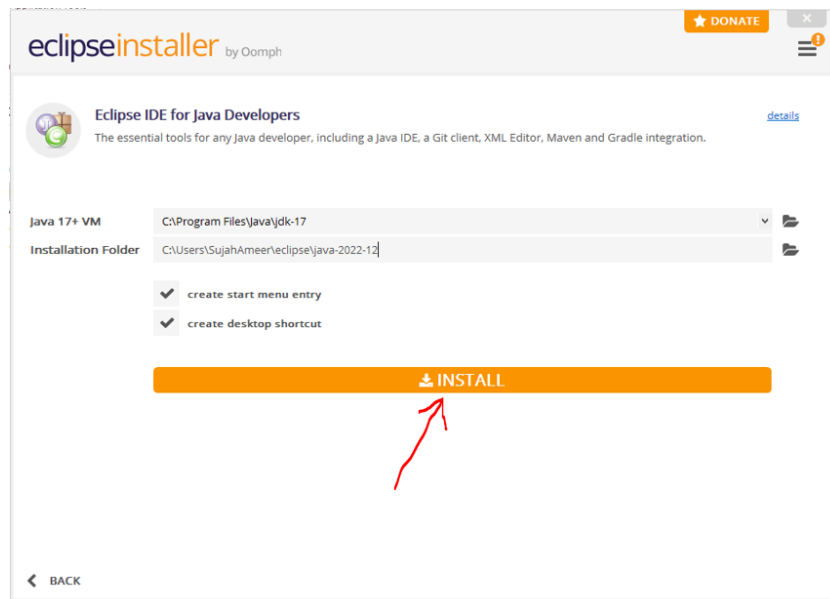 DONATE
eclipseinstaller by Oomph
Eclipse IDE for Java Developers
details
The essential tools for any Java developer, including a Java IDE, a Git client, XML Editor, Maven and Gradle integration.
Java 17+ VM
C:\Program Files\Java\jdk-17
Installation Folder
C:\Users\SujahAmeer\eclipse\java-2022-12
create start menu entry
create desktop shortcut
INSTALL
BACK